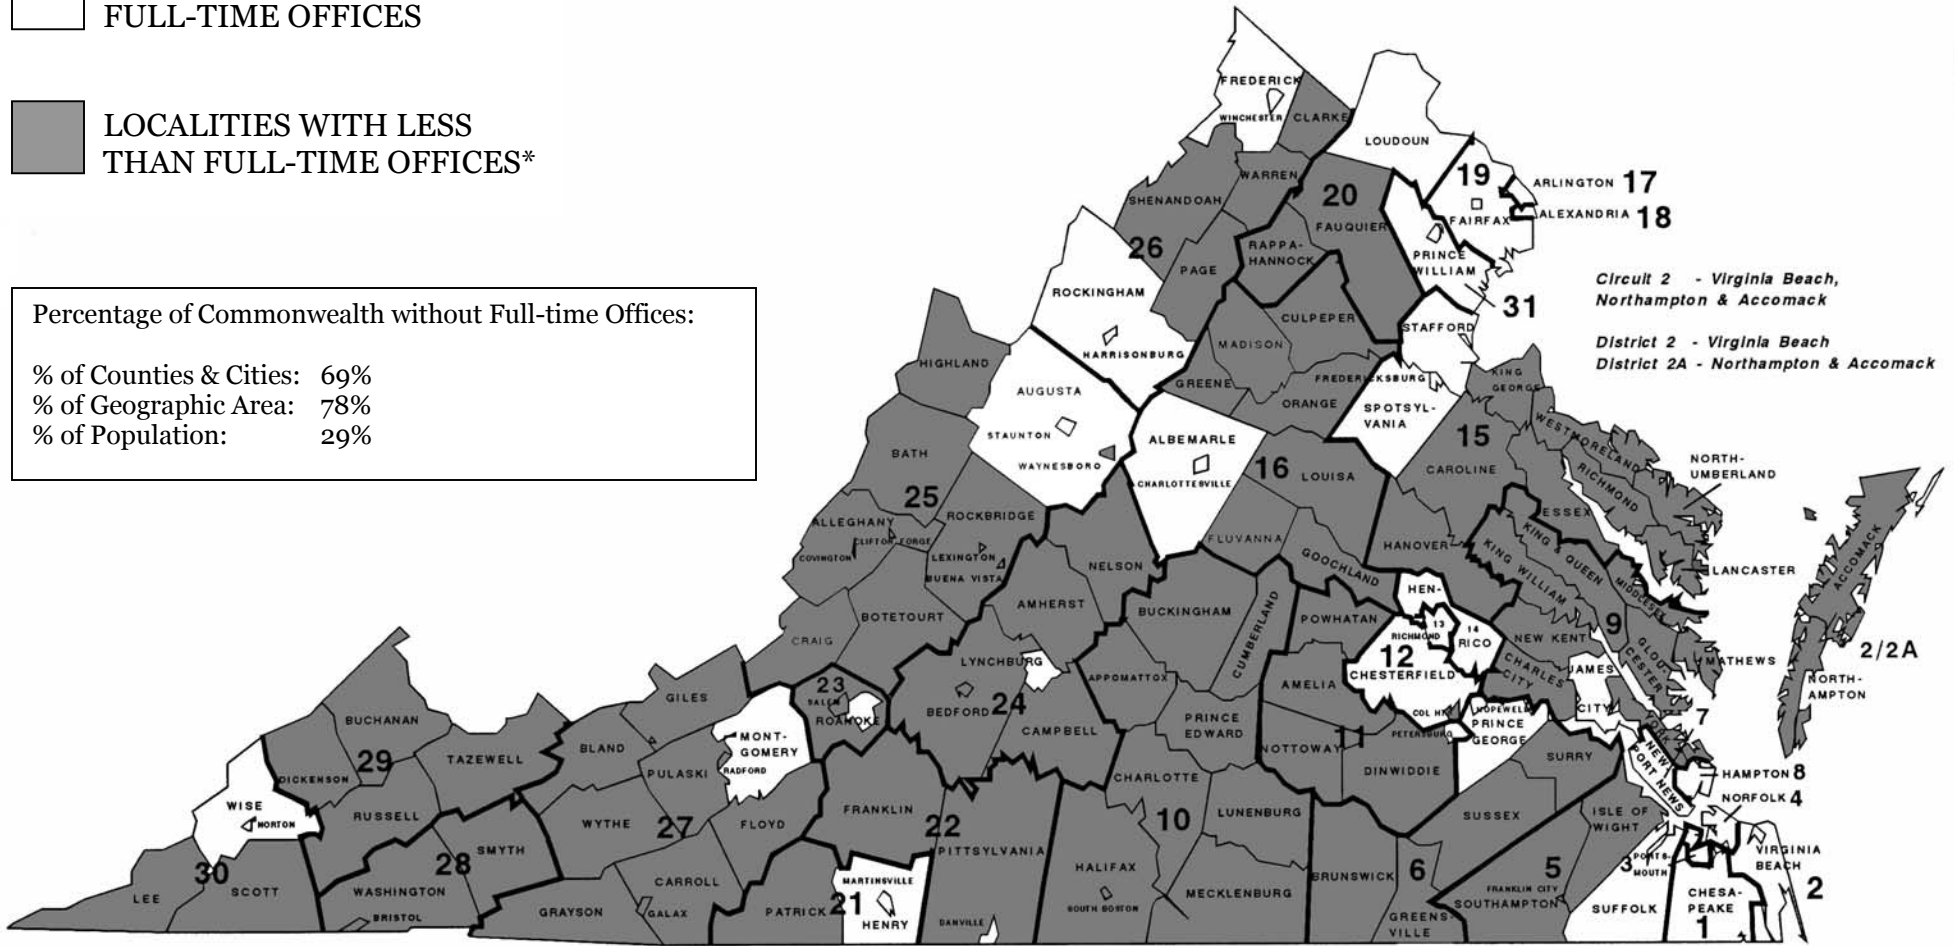 FULL-TIME OFFICES
LOCALITIES WITH LESS
THAN FULL-TIME OFFICES*
Percentage of Commonwealth without Full-time Offices:
% of Counties & Cities: 69%
% of Geographic Area: 78%
% of Population: 29%
Circuit 2 - Virginia Beach,
Northampton & Accomack
District 2 - Virginia Beach
District 2A - Northampton & Accomack
FREDERICK
WINCHESTER
CLARKE
LOUDOUN
19
FAIRFAX
ARLINGTON 17
ALEXANDRIA 18
WARREN
SHENANDOAH
26
PAGE
20
FAUQUIER
RAPPA-
HANNOCK
PRINCE
WILLIAM
31
STAFFORD
CULPEPER
MADISON
GREENE
ORANGE
FREDERICKSBURG
SPOTSYL-
VANIA
KING
GEORGE
ROCKINGHAM
HARRISONBURG
HIGHLAND
AUGUSTA
STAUNTON
WAYNESBORO
ALBEMARLE
CHARLOTTESVILLE
16
LOUISA
FLUVANNA
GOOCHLAND
15
CAROLINE
HANOVER
WESTMORELAND
RICHMOND
NORTH-
UMBERLAND
ESSEX
LANCASTER
KING & QUEEN
KING WILLIAM
MIDDLESEX
9
GLOU-
CESTER
MATHEWS
ACCOMACK
2/2A
NORTH-
AMPTON
BATH
25
ALLEGHANY
CLIFTON FORGE
COVINGTON
ROCKBRIDGE
LEXINGTON
BUENA VISTA
BOTETOURT
CRAIG
NELSON
AMHERST
BUCKINGHAM
CUMBERLAND
POWHATAN
HEN-
RICO
13
14
RICHMOND
12
CHESTERFIELD
COL HTS
NEW KENT
CHARLES
CITY
JAMES
CITY
YORK
7
LYNCHBURG
BEDFORD
24
CAMPBELL
APPOMATTOX
PRINCE
EDWARD
AMELIA
NOTTOWAY
DINWIDDIE
PETERSBURG
HOPEWELL
PRINCE
GEORGE
SURRY
NEW
PORT NEWS
HAMPTON 8
NORFOLK 4
23
SALEM
ROANOKE
GILES
MONT-
GOMERY
RADFORD
BLAND
PULASKI
BUCHANAN
29
DICKENSON
TAZEWELL
WISE
NORTON
RUSSELL
WYTHE
27
FLOYD
FRANKLIN
22
PITTSYLVANIA
CHARLOTTE
10
LUNENBURG
HALIFAX
SOUTH BOSTON
MECKLENBURG
BRUNSWICK
6
GREENS-
VILLE
SUSSEX
ISLE OF
WIGHT
5
FRANKLIN CITY
SOUTHAMPTON
3
PORTS-
MOUTH
VIRGINIA
BEACH
2
SUFFOLK
CHESA-
PEAKE
1
LEE
30
SCOTT
28
SMYTH
WASHINGTON
BRISTOL
GRAYSON
CARROLL
GALAX
PATRICK
21
MARTINSVILLE
HENRY
DANVILLE